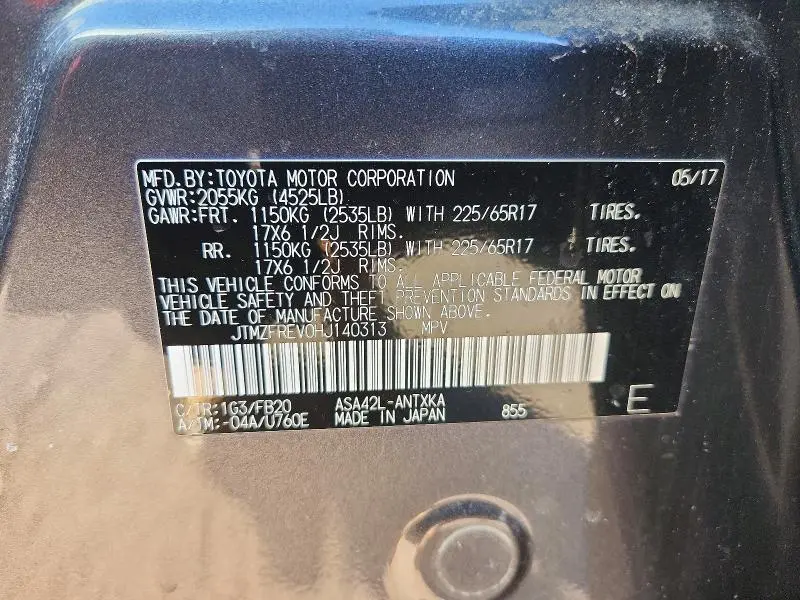 MFD.BY:TOYOTA MOTOR CORPORATION 05/17
GVWR:2055KG (4525LB)
GAWR:FRT. 1150KG (2535LB) WITH 225/65R17 TIRES.
17X6 1/2J RIMS.
RR. 1150KG (2535LB) WITH 225/65R17 TIRES.
17X6 1/2J RIMS.
THIS VEHICLE CONFORMS TO ALL APPLICABLE FEDERAL MOTOR
VEHICLE SAFETY AND THEFT PREVENTION STANDARDS IN EFFECT ON
THE DATE OF MANUFACTURE SHOWN ABOVE.
JTMZFREV0HJ140313 MPV
C/TR:1G3/FB20 ASA42L-ANTXKA
A/TM:-04A/U760E MADE IN JAPAN 855 E